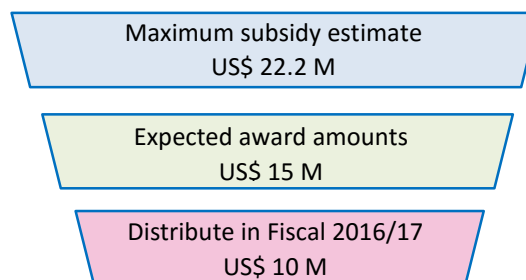 Maximum subsidy estimate
US$ 22.2 M
Expected award amounts
US$ 15 M
Distribute in Fiscal 2016/17
US$ 10 M